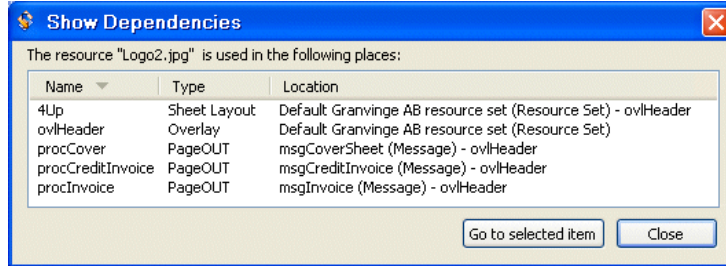 Show Dependencies
The resource "Logo2.jpg" is used in the following places:
Name Type Location
4Up Sheet Layout Default Granvinge AB resource set (Resource Set) - ovlHeader
ovlHeader Overlay Default Granvinge AB resource set (Resource Set)
procCover PageOUT msgCoverSheet (Message) - ovlHeader
procCreditInvoice PageOUT msgCreditInvoice (Message) - ovlHeader
procInvoice PageOUT msgInvoice (Message) - ovlHeader
Go to selected item Close